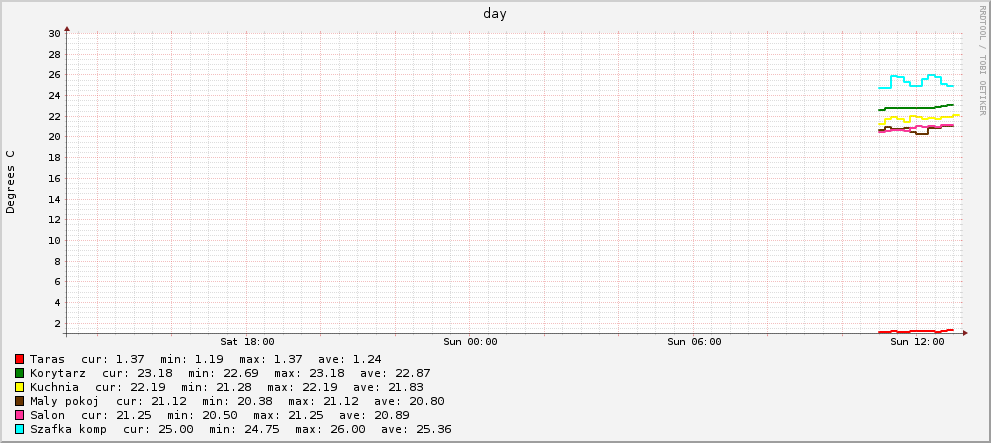 day
RRDTOOL / TOBI OETIKER
Degrees C
30
28
26
24
22
20
18
16
14
12
10
8
6
4
2
Sat 18:00 Sun 00:00 Sun 06:00 Sun 12:00
Taras cur: 1.37 min: 1.19 max: 1.37 ave: 1.24
Korytarz cur: 23.18 min: 22.69 max: 23.18 ave: 22.87
Kuchnia cur: 22.19 min: 21.28 max: 22.19 ave: 21.83
Maly pokoj cur: 21.12 min: 20.38 max: 21.12 ave: 20.80
Salon cur: 21.25 min: 20.50 max: 21.25 ave: 20.89
Szafka komp cur: 25.00 min: 24.75 max: 26.00 ave: 25.36